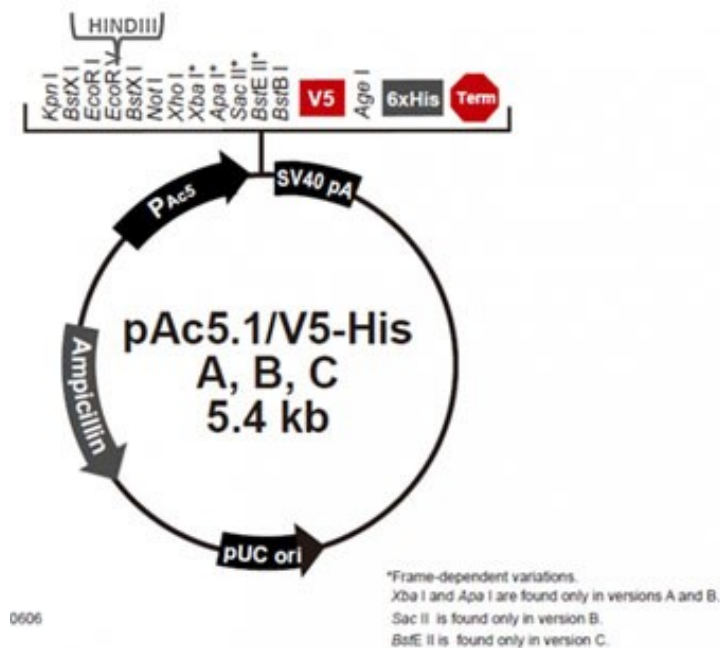 HINDIII
Kpn I
BstX I
EcoR I
EcoR V
BstX I
Not I
Xho I
Xba I*
Apa I*
Sac II*
BstE II*
BstB I
V5
Age I
6xHis
Term
PAc5
SV40 pA
pAc5.1/V5-His
A, B, C
5.4 kb
Ampicillin
pUC ori
*Frame-dependent variations.
Xba I and Apa I are found only in versions A and B.
Sac II is found only in version B.
BstE II is found only in version C.
0606